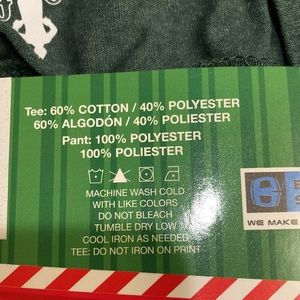 Tee: 60% COTTON / 40% POLYESTER
60% ALGODÓN / 40% POLIESTER
Pant: 100% POLYESTER
100% POLIESTER
MACHINE WASH COLD
WITH LIKE COLORS
DO NOT BLEACH
TUMBLE DRY LOW
COOL IRON AS NEEDED
TEE: DO NOT IRON ON PRINT
WE MAKE